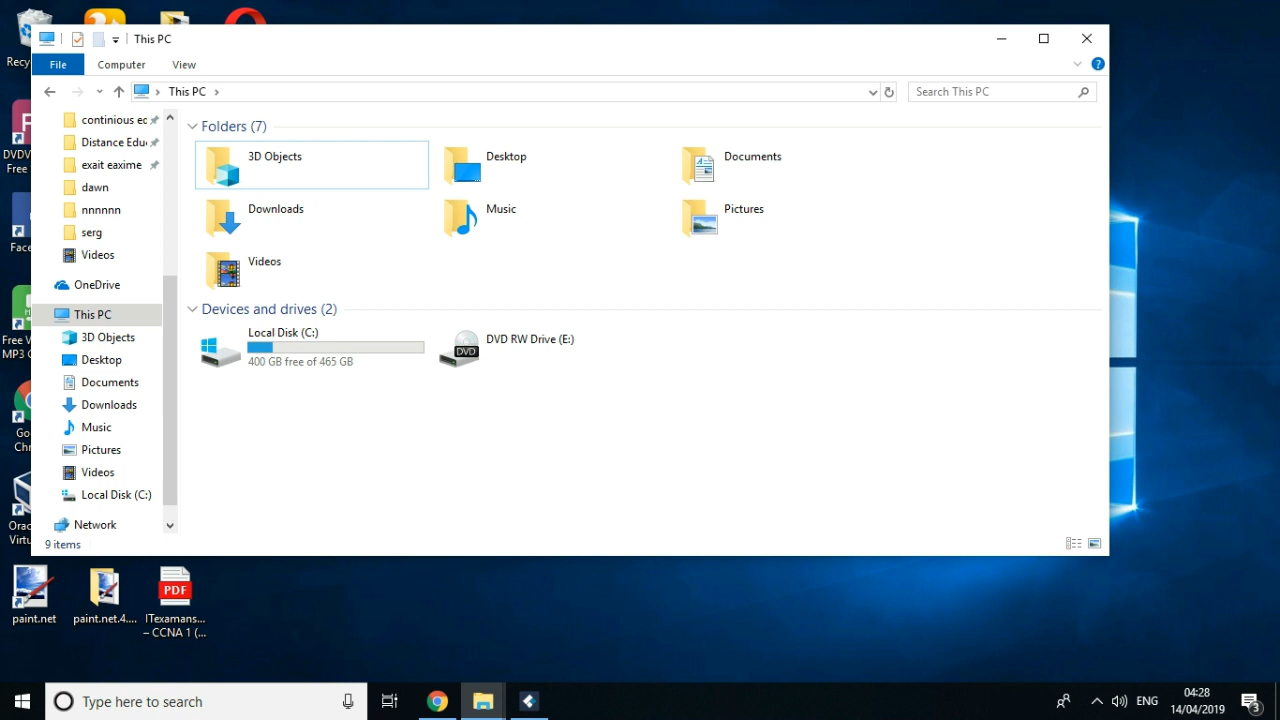 Recy
This PC
File
Computer
View
This PC
Search This PC
continious ec
Distance Edu
exait eaxime
dawn
nnnnnn
serg
Videos
OneDrive
This PC
3D Objects
Desktop
Documents
Downloads
Music
Pictures
Videos
Local Disk (C:)
Network
Folders (7)
3D Objects
Desktop
Documents
Downloads
Music
Pictures
Videos
Devices and drives (2)
Local Disk (C:)
400 GB free of 465 GB
DVD RW Drive (E:)
DVD
9 items
DVDV
Free
Face
Free V
MP3 C
Go
Chr
Orac
Virtu
paint.net
paint.net.4....
PDF
ITexamans...
– CCNA 1 (...
Type here to search
ENG
04:28
14/04/2019
3